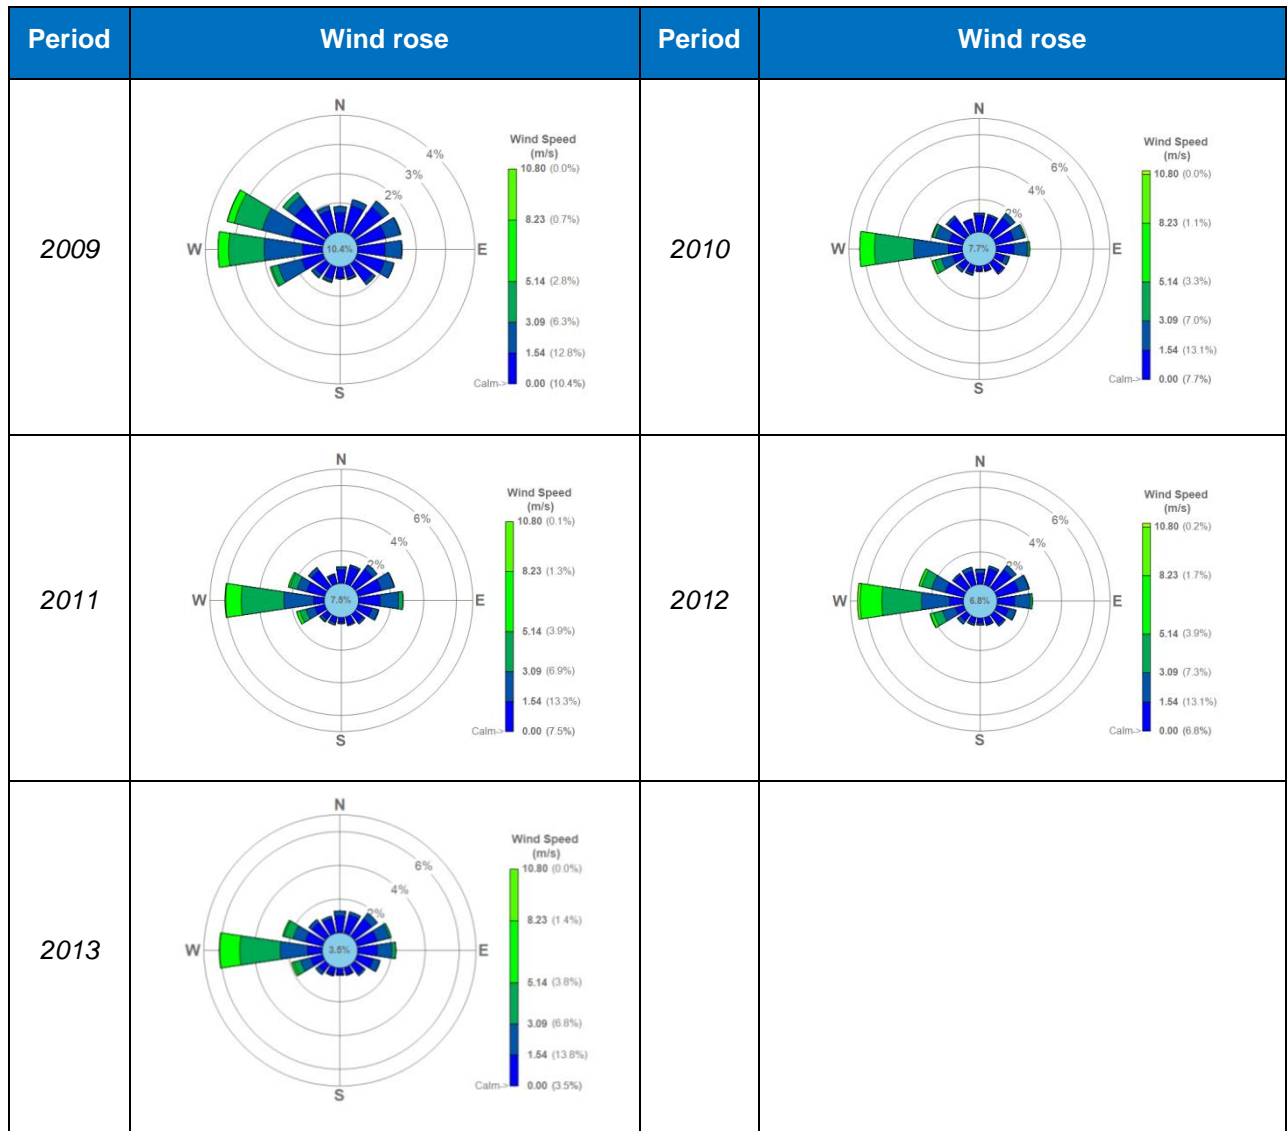 Period Wind rose Period Wind rose
2009
N
4%
3%
2%
W
10.4%
E
S
Wind Speed
(m/s)
10.80 (0.0%)
8.23 (0.7%)
5.14 (2.8%)
3.09 (6.3%)
1.54 (12.8%)
Calm-> 0.00 (10.4%)
2010
N
6%
4%
2%
W
7.7%
E
S
Wind Speed
(m/s)
10.80 (0.0%)
8.23 (1.1%)
5.14 (3.3%)
3.09 (7.0%)
1.54 (13.1%)
Calm-> 0.00 (7.7%)
2011
N
6%
4%
2%
W
7.5%
E
S
Wind Speed
(m/s)
10.80 (0.1%)
8.23 (1.3%)
5.14 (3.9%)
3.09 (6.9%)
1.54 (13.3%)
Calm-> 0.00 (7.5%)
2012
N
6%
4%
2%
W
6.8%
E
S
Wind Speed
(m/s)
10.80 (0.2%)
8.23 (1.7%)
5.14 (3.9%)
3.09 (7.3%)
1.54 (13.1%)
Calm-> 0.00 (6.8%)
2013
N
6%
4%
2%
W
3.5%
E
S
Wind Speed
(m/s)
10.80 (0.0%)
8.23 (1.4%)
5.14 (3.8%)
3.09 (6.8%)
1.54 (13.8%)
Calm-> 0.00 (3.5%)